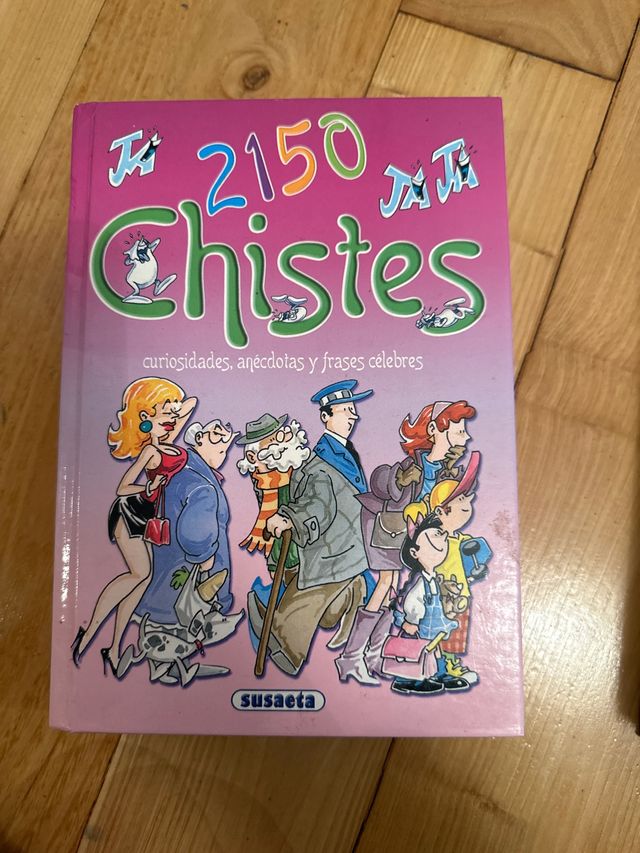 JA
2150
JA JA
Chistes
curiosidades, anécdotas y frases célebres
susaeta